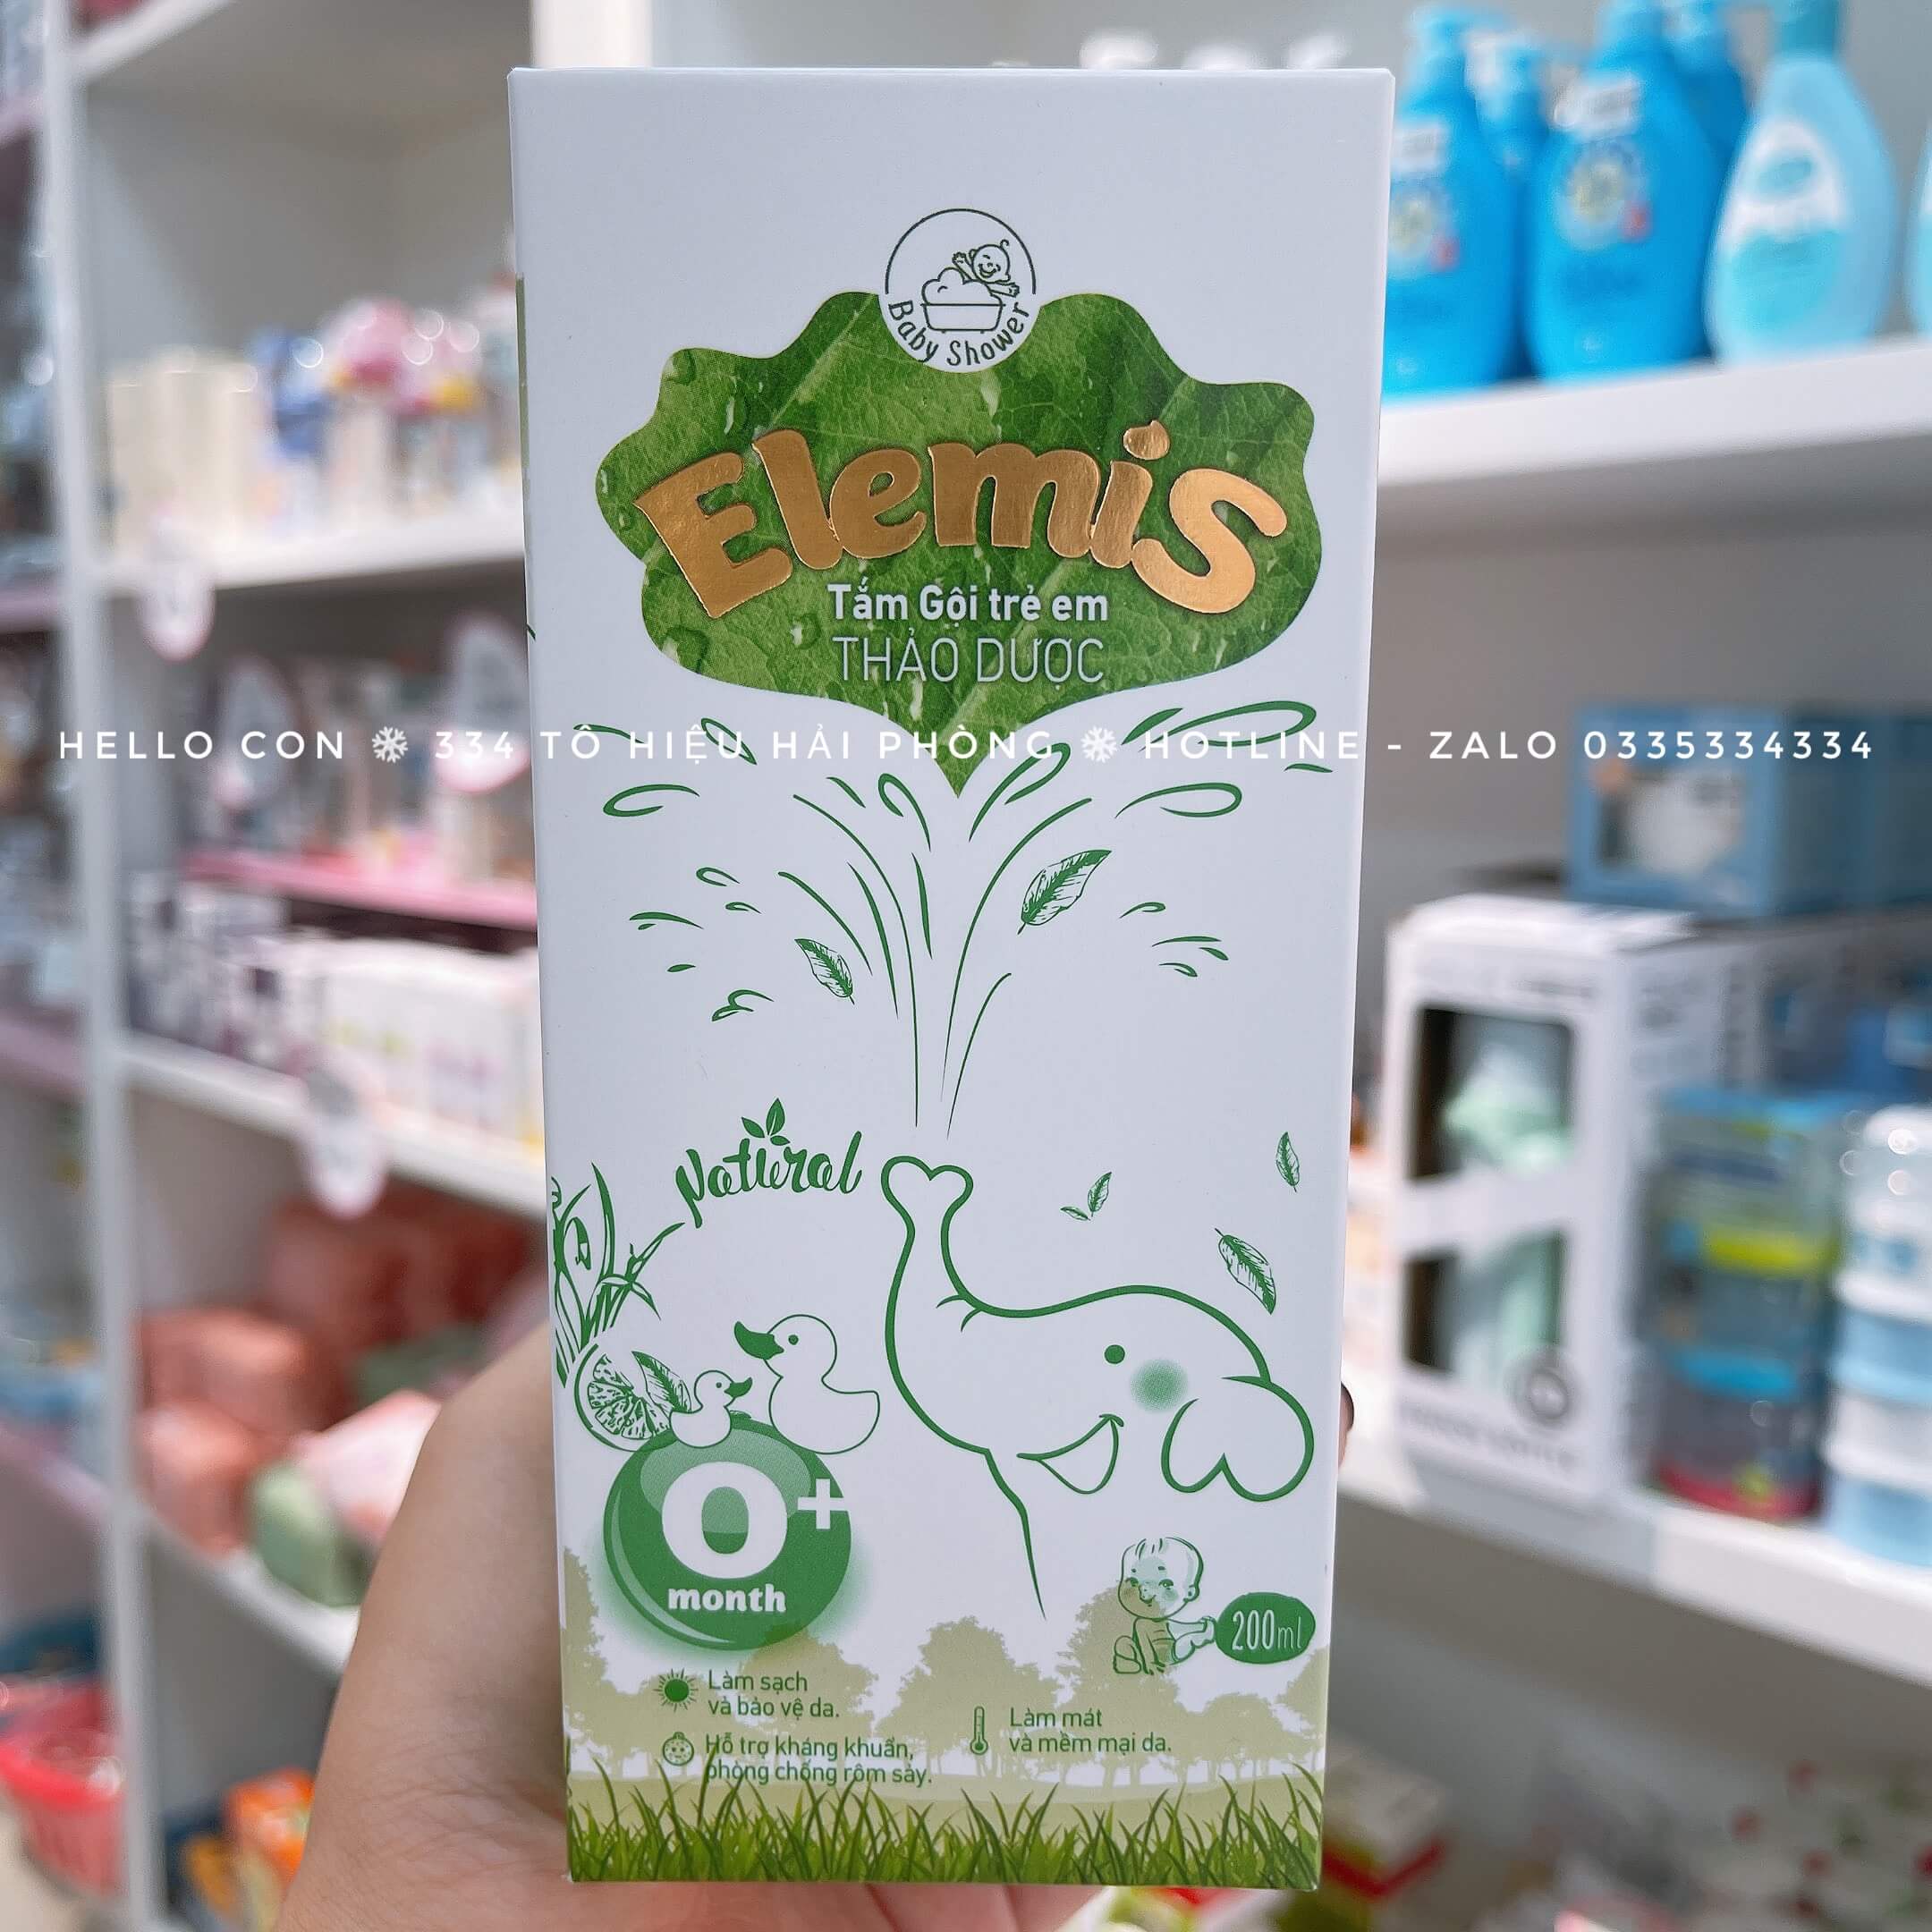 Baby Shower
Elemis
Tắm Gội trẻ em
THẢO DƯỢC
HELLO CON ❄ 334 TÔ HIỆU HẢI PHÒNG ❄ HOTLINE - ZALO 0335334334
Natural
0+
month
200ml
Làm sạch
và bảo vệ da.
Làm mát
và mềm mại da.
Hỗ trợ kháng khuẩn,
phòng chống rôm sảy.